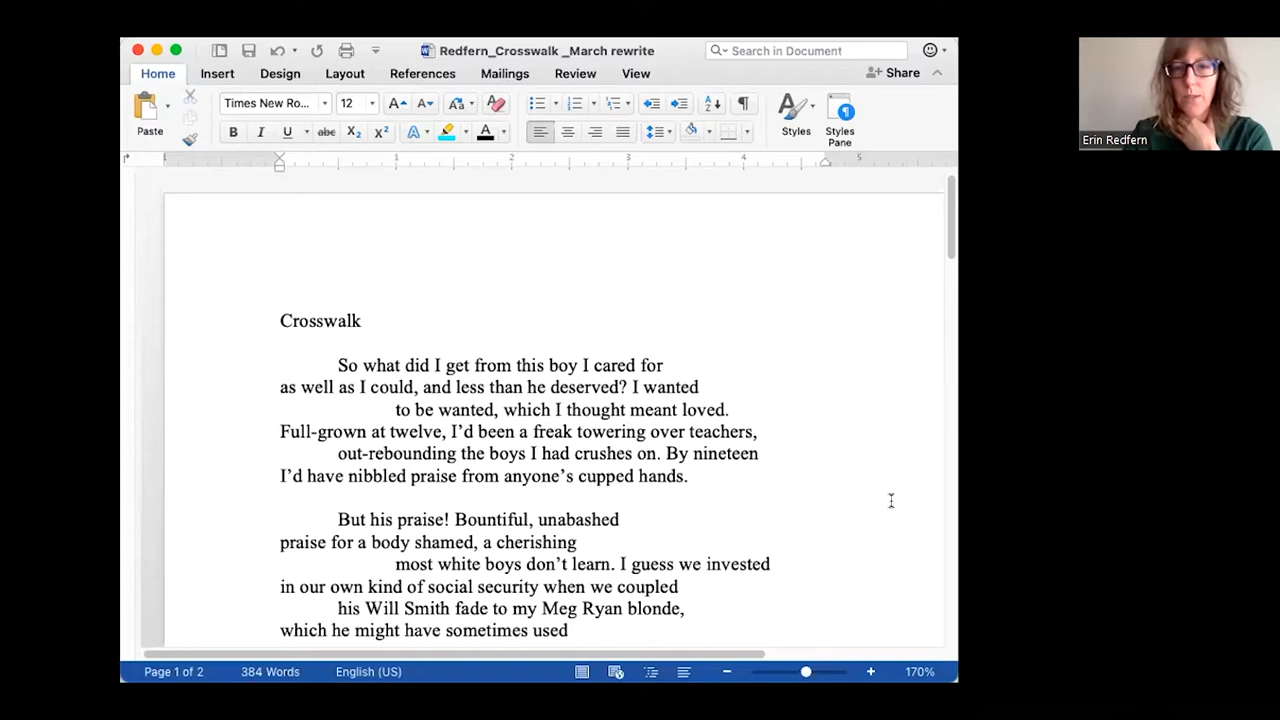 Redfern_Crosswalk _March rewrite
Search in Document
Home Insert Design Layout References Mailings Review View Share
Paste
Times New Ro... 12
Styles
Styles Pane
1 1 2 3 4 5
Crosswalk
So what did I get from this boy I cared for
as well as I could, and less than he deserved? I wanted
to be wanted, which I thought meant loved.
Full-grown at twelve, I’d been a freak towering over teachers,
out-rebounding the boys I had crushes on. By nineteen
I’d have nibbled praise from anyone’s cupped hands.
But his praise! Bountiful, unabashed
praise for a body shamed, a cherishing
most white boys don’t learn. I guess we invested
in our own kind of social security when we coupled
his Will Smith fade to my Meg Ryan blonde,
which he might have sometimes used
Page 1 of 2 384 Words English (US) 170%
Erin Redfern